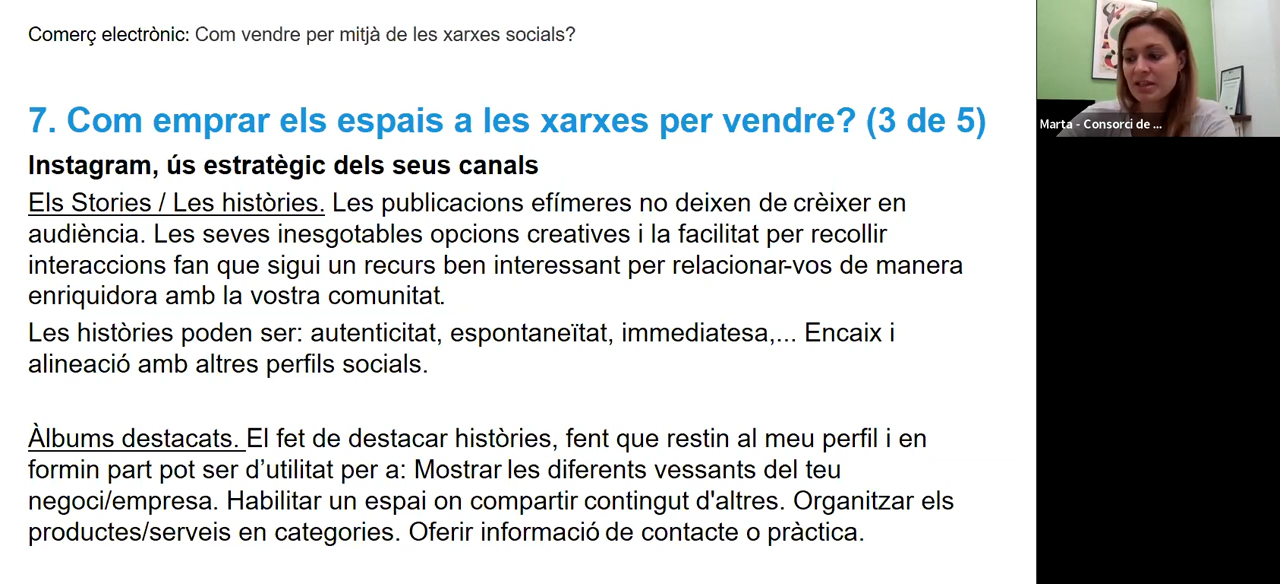 Comerç electrònic: Com vendre per mitjà de les xarxes socials?
7. Com emprar els espais a les xarxes per vendre? (3 de 5)
Instagram, ús estratègic dels seus canals
Els Stories / Les històries. Les publicacions efímeres no deixen de crèixer en
audiència. Les seves inesgotables opcions creatives i la facilitat per recollir
interaccions fan que sigui un recurs ben interessant per relacionar-vos de manera
enriquidora amb la vostra comunitat.
Les històries poden ser: autenticitat, espontaneïtat, immediatesa,... Encaix i
alineació amb altres perfils socials.
Àlbums destacats. El fet de destacar històries, fent que restin al meu perfil i en
formin part pot ser d’utilitat per a: Mostrar les diferents vessants del teu
negoci/empresa. Habilitar un espai on compartir contingut d'altres. Organitzar els
productes/serveis en categories. Oferir informació de contacte o pràctica.
Marta - Consorci de ...